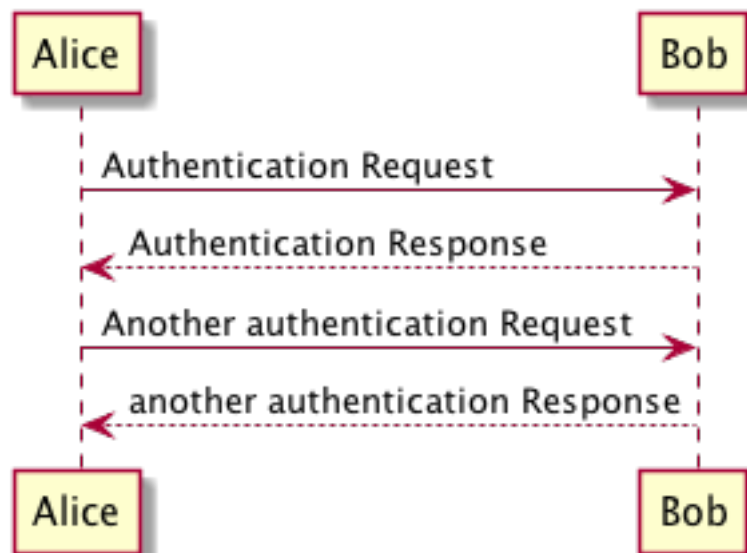 Alice
Bob
Authentication Request
Authentication Response
Another authentication Request
another authentication Response
Alice
Bob